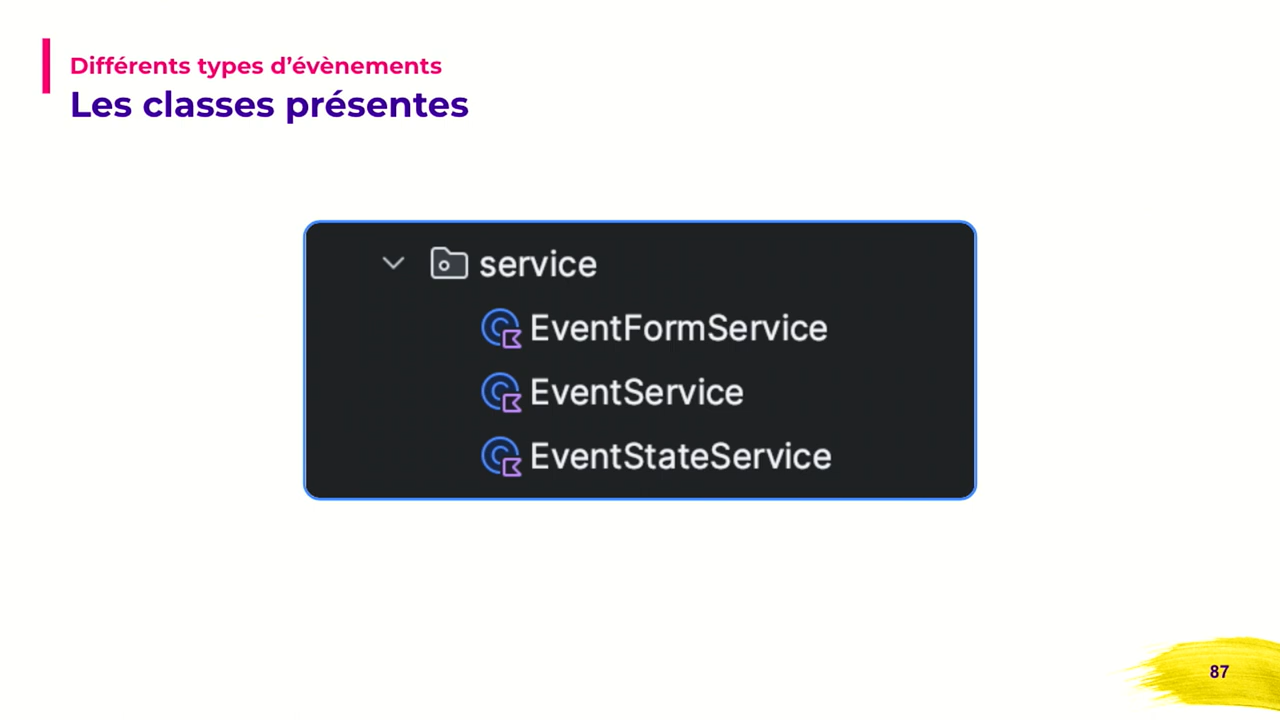 Différents types d’évènements
Les classes présentes
service
EventFormService
EventService
EventStateService
87